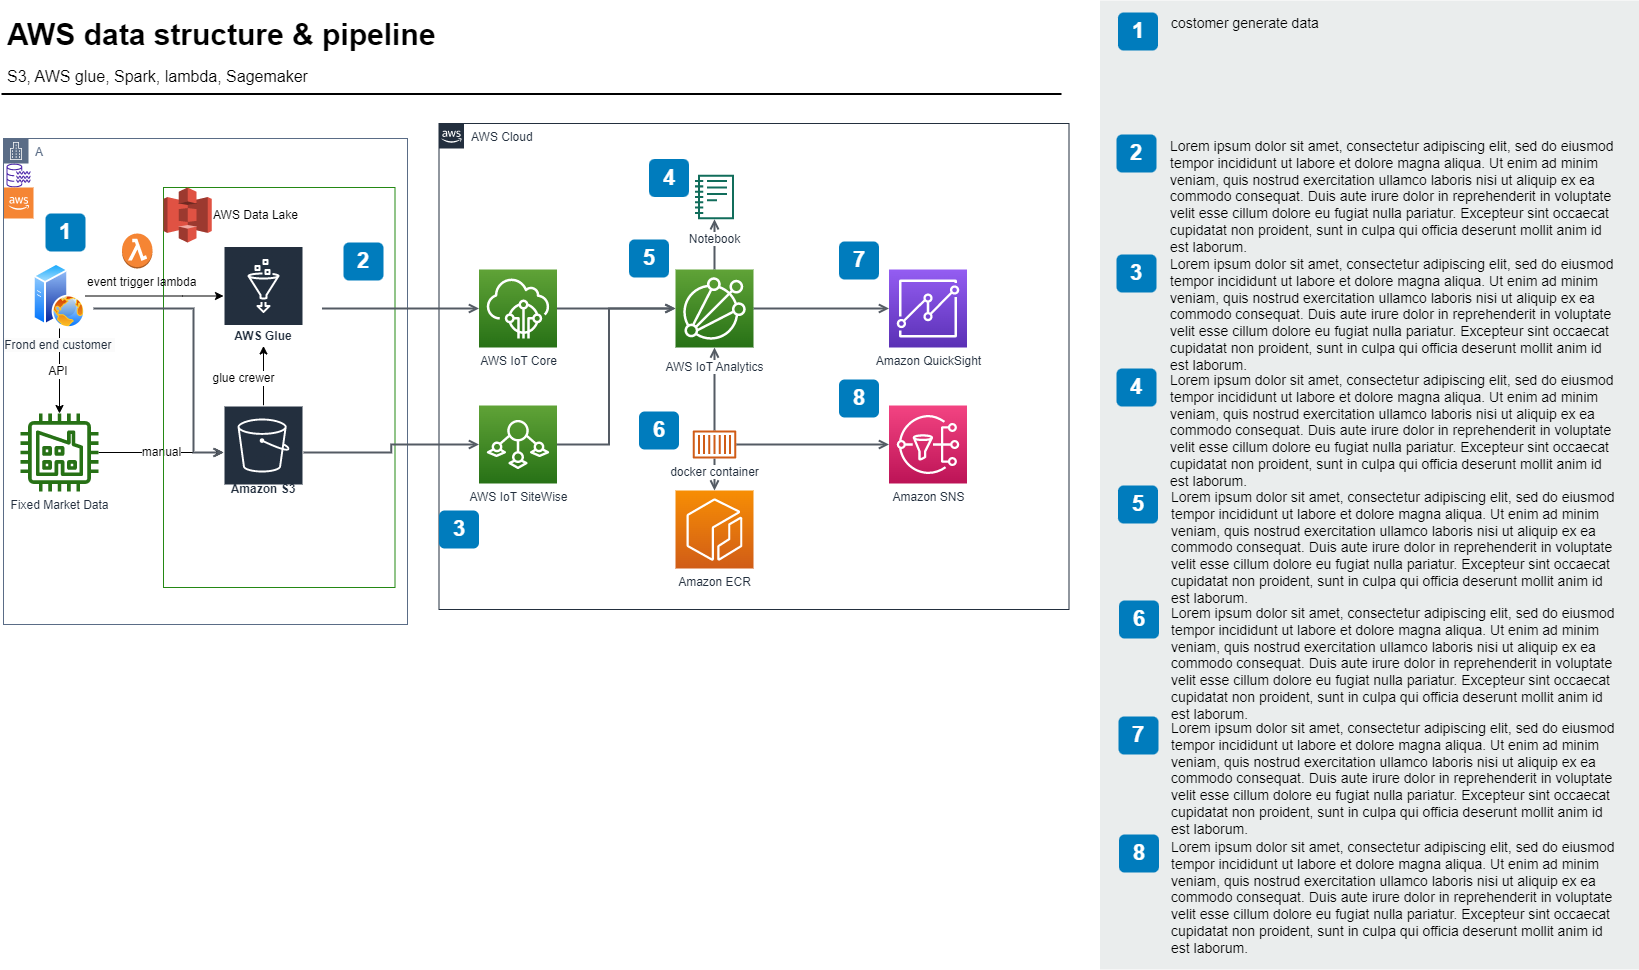 AWS data structure & pipeline
S3, AWS glue, Spark, lambda, Sagemaker
A
aws
1
AWS Data Lake
event trigger lambda
2
Frond end customer
AWS Glue
API
glue crewer
manual
Amazon S3
Fixed Market Data
aws
AWS Cloud
4
Notebook
5
7
AWS IoT Core
AWS IoT Analytics
Amazon QuickSight
8
6
docker container
AWS IoT SiteWise
Amazon SNS
3
Amazon ECR
1
costomer generate data
2
Lorem ipsum dolor sit amet, consectetur adipiscing elit, sed do eiusmod
tempor incididunt ut labore et dolore magna aliqua. Ut enim ad minim
veniam, quis nostrud exercitation ullamco laboris nisi ut aliquip ex ea
commodo consequat. Duis aute irure dolor in reprehenderit in voluptate
velit esse cillum dolore eu fugiat nulla pariatur. Excepteur sint occaecat
cupidatat non proident, sunt in culpa qui officia deserunt mollit anim id
est laborum.
3
Lorem ipsum dolor sit amet, consectetur adipiscing elit, sed do eiusmod
tempor incididunt ut labore et dolore magna aliqua. Ut enim ad minim
veniam, quis nostrud exercitation ullamco laboris nisi ut aliquip ex ea
commodo consequat. Duis aute irure dolor in reprehenderit in voluptate
velit esse cillum dolore eu fugiat nulla pariatur. Excepteur sint occaecat
cupidatat non proident, sunt in culpa qui officia deserunt mollit anim id
est laborum.
4
Lorem ipsum dolor sit amet, consectetur adipiscing elit, sed do eiusmod
tempor incididunt ut labore et dolore magna aliqua. Ut enim ad minim
veniam, quis nostrud exercitation ullamco laboris nisi ut aliquip ex ea
commodo consequat. Duis aute irure dolor in reprehenderit in voluptate
velit esse cillum dolore eu fugiat nulla pariatur. Excepteur sint occaecat
cupidatat non proident, sunt in culpa qui officia deserunt mollit anim id
est laborum.
5
Lorem ipsum dolor sit amet, consectetur adipiscing elit, sed do eiusmod
tempor incididunt ut labore et dolore magna aliqua. Ut enim ad minim
veniam, quis nostrud exercitation ullamco laboris nisi ut aliquip ex ea
commodo consequat. Duis aute irure dolor in reprehenderit in voluptate
velit esse cillum dolore eu fugiat nulla pariatur. Excepteur sint occaecat
cupidatat non proident, sunt in culpa qui officia deserunt mollit anim id
est laborum.
6
Lorem ipsum dolor sit amet, consectetur adipiscing elit, sed do eiusmod
tempor incididunt ut labore et dolore magna aliqua. Ut enim ad minim
veniam, quis nostrud exercitation ullamco laboris nisi ut aliquip ex ea
commodo consequat. Duis aute irure dolor in reprehenderit in voluptate
velit esse cillum dolore eu fugiat nulla pariatur. Excepteur sint occaecat
cupidatat non proident, sunt in culpa qui officia deserunt mollit anim id
est laborum.
7
Lorem ipsum dolor sit amet, consectetur adipiscing elit, sed do eiusmod
tempor incididunt ut labore et dolore magna aliqua. Ut enim ad minim
veniam, quis nostrud exercitation ullamco laboris nisi ut aliquip ex ea
commodo consequat. Duis aute irure dolor in reprehenderit in voluptate
velit esse cillum dolore eu fugiat nulla pariatur. Excepteur sint occaecat
cupidatat non proident, sunt in culpa qui officia deserunt mollit anim id
est laborum.
8
Lorem ipsum dolor sit amet, consectetur adipiscing elit, sed do eiusmod
tempor incididunt ut labore et dolore magna aliqua. Ut enim ad minim
veniam, quis nostrud exercitation ullamco laboris nisi ut aliquip ex ea
commodo consequat. Duis aute irure dolor in reprehenderit in voluptate
velit esse cillum dolore eu fugiat nulla pariatur. Excepteur sint occaecat
cupidatat non proident, sunt in culpa qui officia deserunt mollit anim id
est laborum.